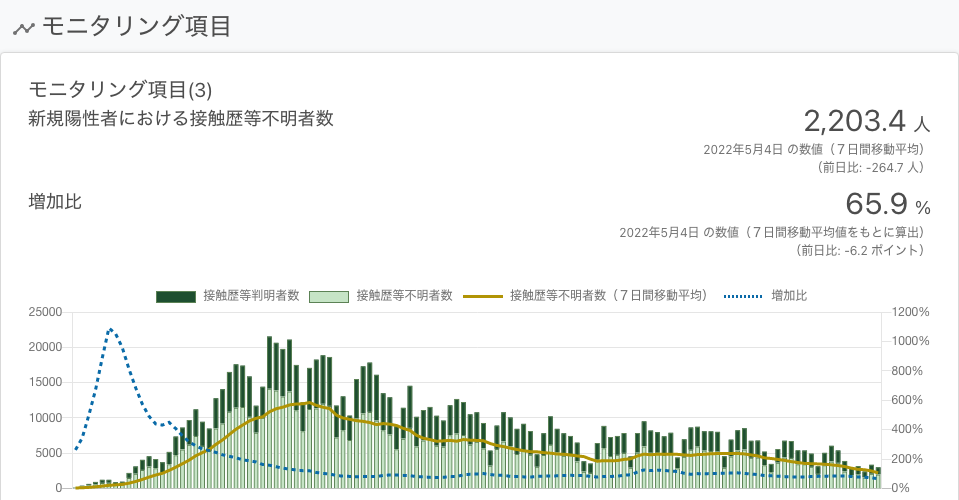 モニタリング項目
モニタリング項目(3)
新規陽性者における接触歴等不明者数
2,203.4 人
2022年5月4日 の数値（７日間移動平均）
（前日比: -264.7 人）
増加比
65.9 %
2022年5月4日 の数値（７日間移動平均値をもとに算出）
（前日比: -6.2 ポイント）
接触歴等判明者数 接触歴等不明者数 接触歴等不明者数（７日間移動平均） 増加比
25000 1200%
20000 1000%
15000 800%
10000 600%
5000 400%
0 200%
0%